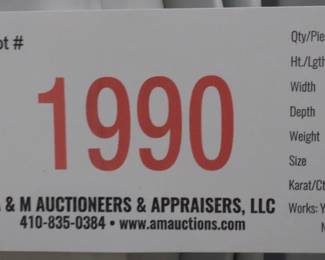 ot #
1990
& M AUCTIONEERS & APPRAISERS, LLC
410-835-0384 • www.amauctions.com
Qty/Pie
Ht./Lgth
Width
Depth
Weight
Size
Karat/Ct
Works: Y
N